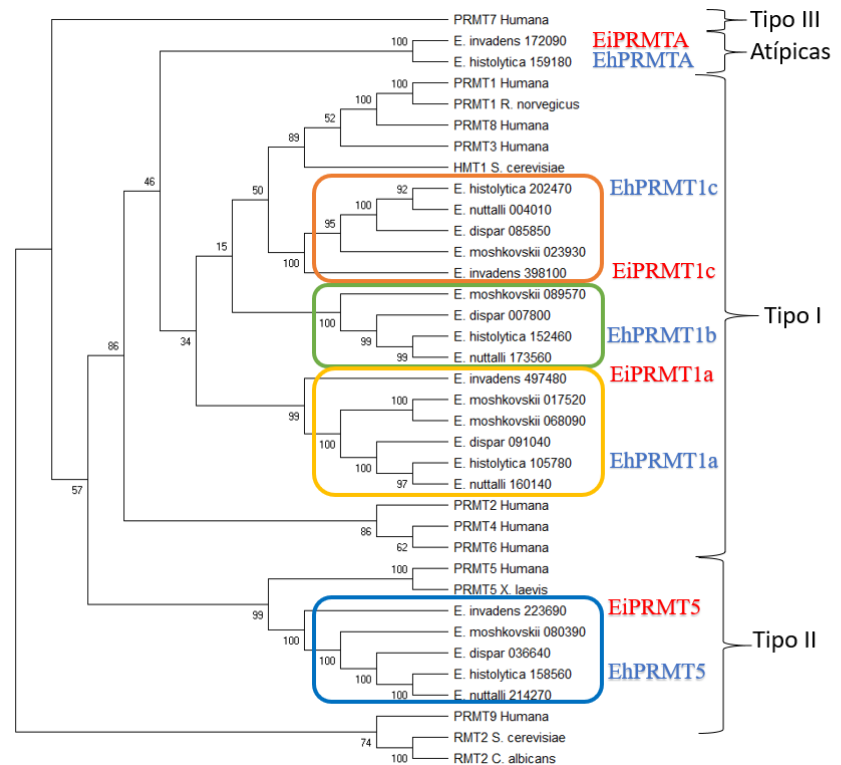 PRMT7 Humana
Tipo III
100
E. invadens 172090
EiPRMTA
E. histolytica 159180
EhPRMTA
Atípicas
100
PRMT1 Humana
100
PRMT1 R. norvegicus
52
PRMT8 Humana
89
PRMT3 Humana
HMT1 S. cerevisiae
46
50
92
E. histolytica 202470
EhPRMT1c
100
E. nuttalli 004010
95
E. dispar 085850
15
E. moshkovskii 023930
100
E. invadens 398100
EiPRMT1c
E. moshkovskii 089570
100
E. dispar 007800
Tipo I
99
E. histolytica 152460
EhPRMT1b
34
99
E. nuttalli 173560
86
E. invadens 497480
EiPRMT1a
99
100
E. moshkovskii 017520
E. moshkovskii 068090
100
E. dispar 091040
100
E. histolytica 105780
EhPRMT1a
97
E. nuttalli 160140
57
PRMT2 Humana
86
PRMT4 Humana
62
PRMT6 Humana
100
PRMT5 Humana
PRMT5 X. laevis
99
E. invadens 223690
EiPRMT5
100
E. moshkovskii 080390
100
E. dispar 036640
Tipo II
100
E. histolytica 158560
EhPRMT5
100
E. nuttalli 214270
PRMT9 Humana
74
RMT2 S. cerevisiae
100
RMT2 C. albicans